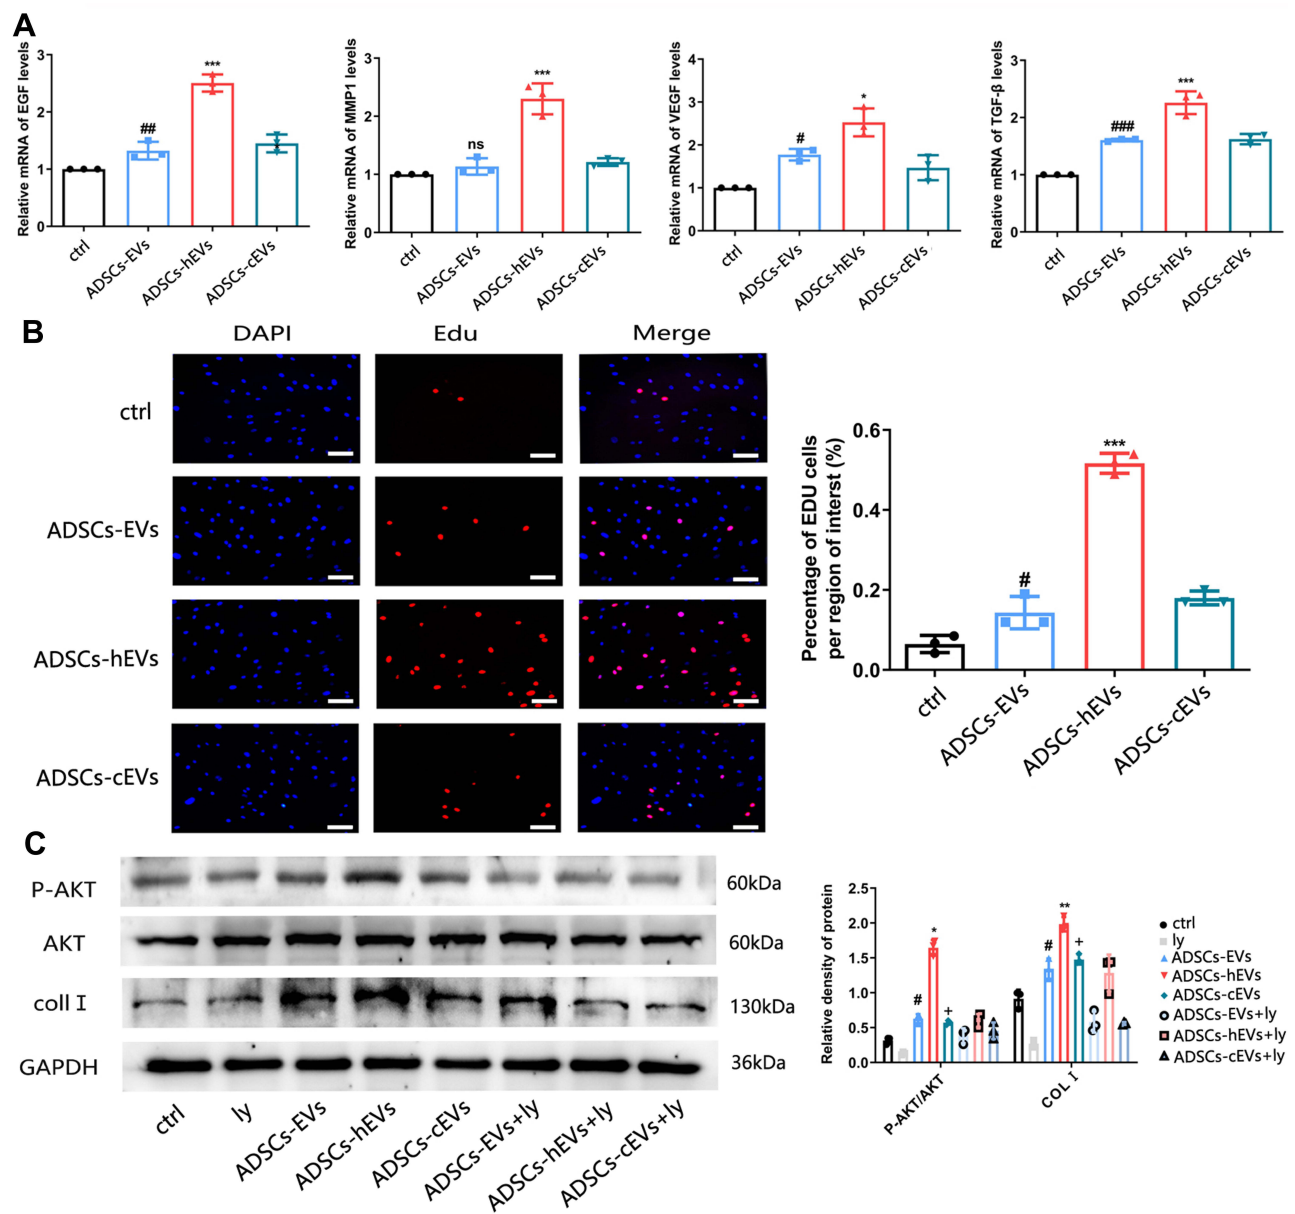 A
Relative mRNA of EGF levels
3
2
1
0
##
***
ctrl
ADSCs-EVs
ADSCs-hEVs
ADSCs-cEVs
Relative mRNA of MMP1 levels
3
2
1
0
ns
***
ctrl
ADSCs-EVs
ADSCs-hEVs
ADSCs-cEVs
Relative mRNA of VEGF levels
4
3
2
1
0
#
*
ctrl
ADSCs-EVs
ADSCs-hEVs
ADSCs-cEVs
Relative mRNA of TGF-β levels
3
2
1
0
###
***
ctrl
ADSCs-EVs
ADSCs-hEVs
ADSCs-cEVs
B
DAPI
Edu
Merge
ctrl
ADSCs-EVs
ADSCs-hEVs
ADSCs-cEVs
Percentage of EDU cells
per region of interst (%)
0.6
0.4
0.2
0.0
#
***
ctrl
ADSCs-EVs
ADSCs-hEVs
ADSCs-cEVs
C
P-AKT
60kDa
AKT
60kDa
coll I
130kDa
GAPDH
36kDa
ctrl
ly
ADSCs-EVs
ADSCs-hEVs
ADSCs-cEVs
ADSCs-EVs+ly
ADSCs-hEVs+ly
ADSCs-cEVs+ly
Relative density of protein
2.5
2.0
1.5
1.0
0.5
0.0
#
*
+
#
**
+
P-AKT/AKT
COL I
ctrl
ly
ADSCs-EVs
ADSCs-hEVs
ADSCs-cEVs
ADSCs-EVs+ly
ADSCs-hEVs+ly
ADSCs-cEVs+ly